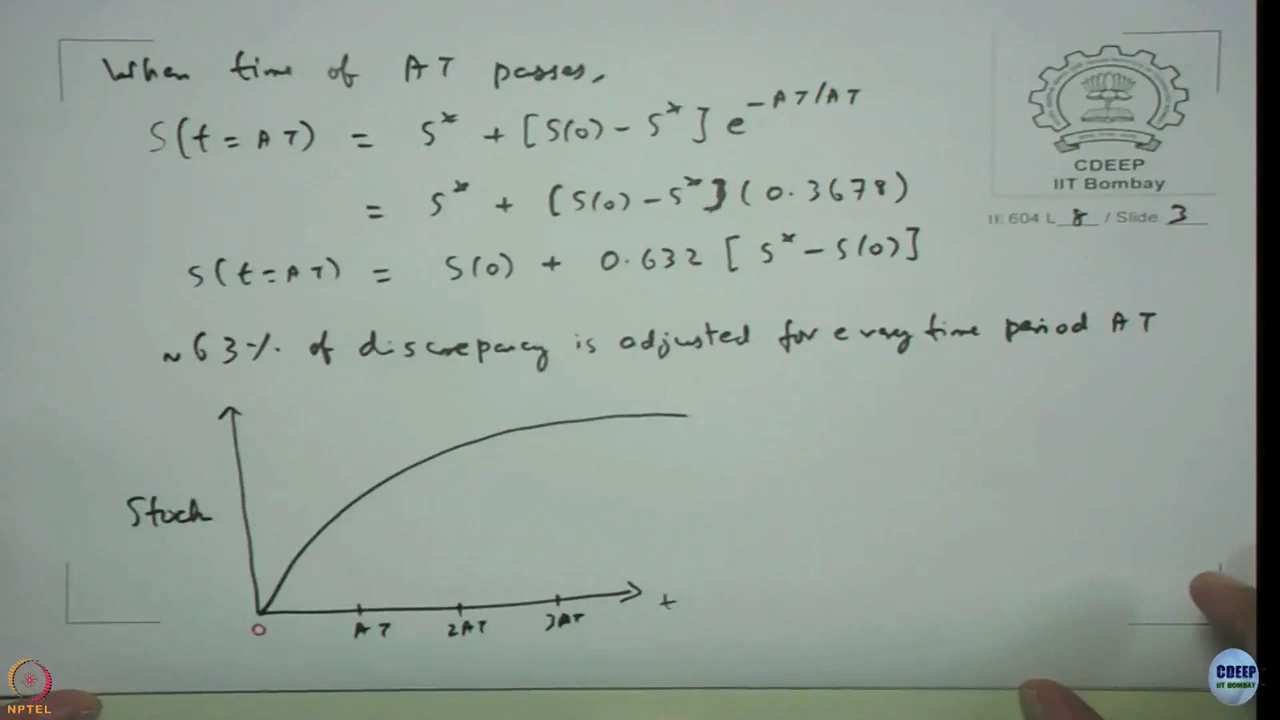 When time of AT passes,
S(t = AT) = S* + [S(0) - S*] e^{-AT/AT}
= S* + [S(0) - S*] (0.3678)
S(t = AT) = S(0) + 0.632 [S* - S(0)]
~63%. of discrepancy is adjusted for every time period AT
Stock
0
AT
2AT
3AT
t
CDEEP
IIT Bombay
IE 604 L 8 / Slide 3
NPTEL
CDEEP
IIT BOMBAY